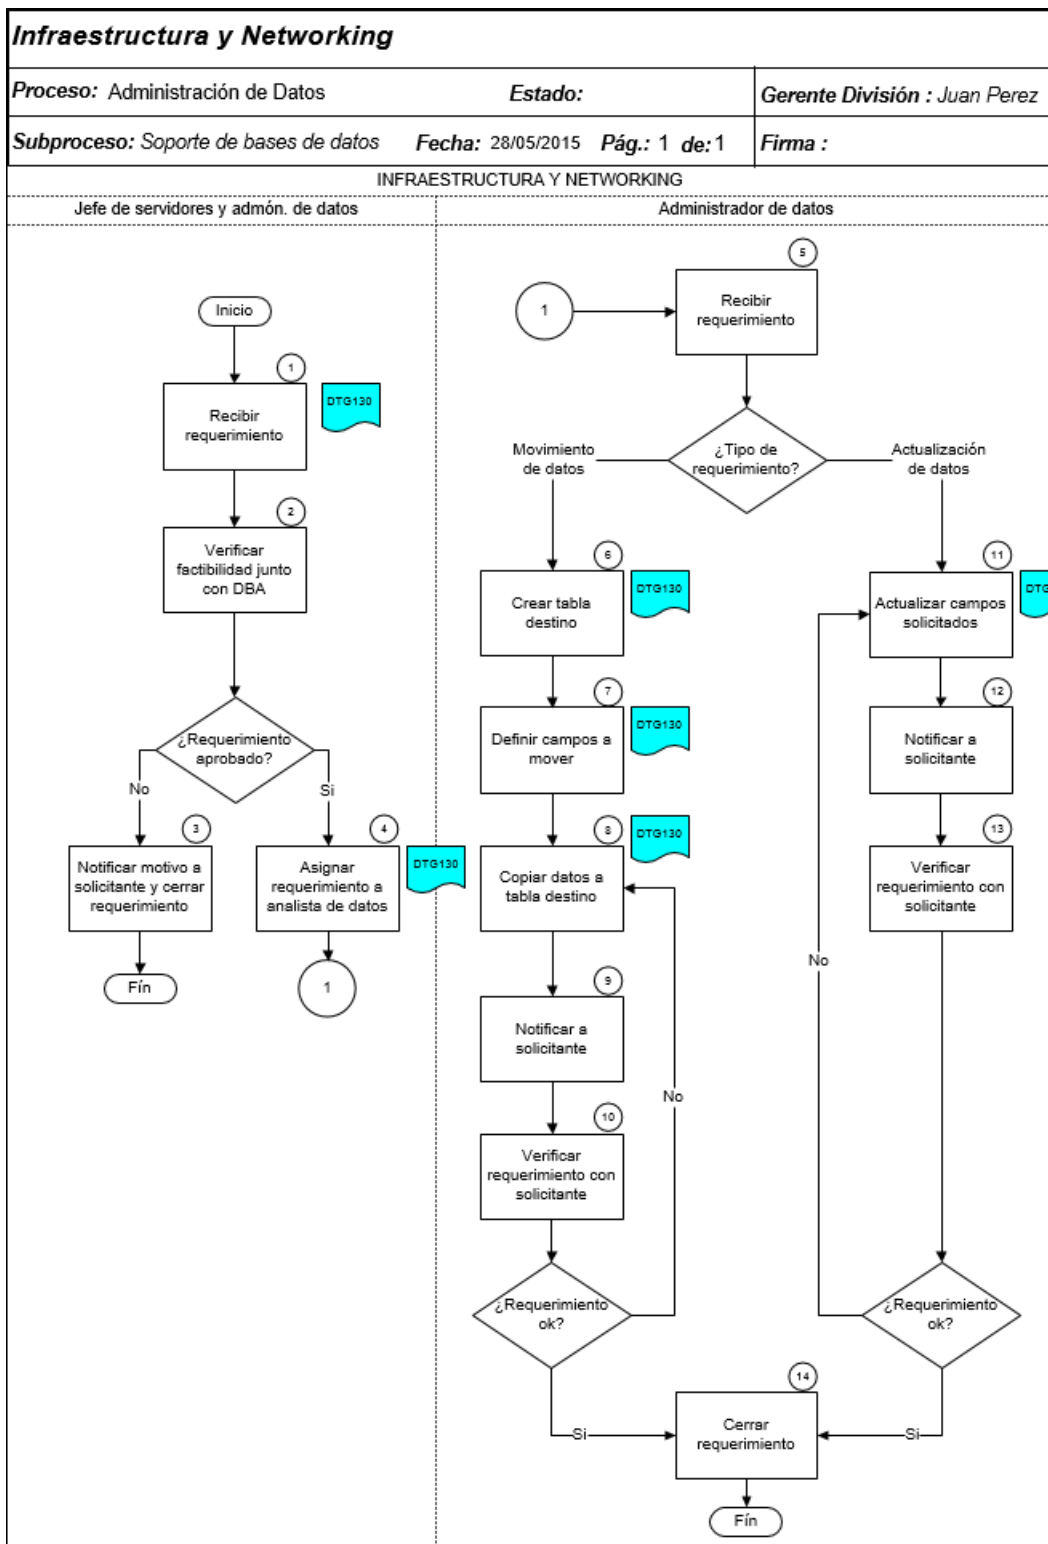 Infraestructura y Networking
Proceso: Administración de Datos Estado: Gerente División : Juan Perez
Subproceso: Soporte de bases de datos Fecha: 28/05/2015 Pág.: 1 de: 1 Firma :
INFRAESTRUCTURA Y NETWORKING
Jefe de servidores y admón. de datos
Administrador de datos
Inicio
1
Recibir
requerimiento
DTG130
2
Verificar
factibilidad junto
con DBA
¿Requerimiento
aprobado?
No
Si
3
Notificar motivo a
solicitante y cerrar
requerimiento
Fín
4
Asignar
requerimiento a
analista de datos
DTG130
1
1
5
Recibir
requerimiento
¿Tipo de
requerimiento?
Movimiento
de datos
Actualización
de datos
6
Crear tabla
destino
DTG130
7
Definir campos a
mover
DTG130
8
Copiar datos a
tabla destino
DTG130
9
Notificar a
solicitante
10
Verificar
requerimiento con
solicitante
¿Requerimiento
ok?
No
Si
11
Actualizar campos
solicitados
DTG
12
Notificar a
solicitante
13
Verificar
requerimiento con
solicitante
No
¿Requerimiento
ok?
Si
14
Cerrar
requerimiento
Fín